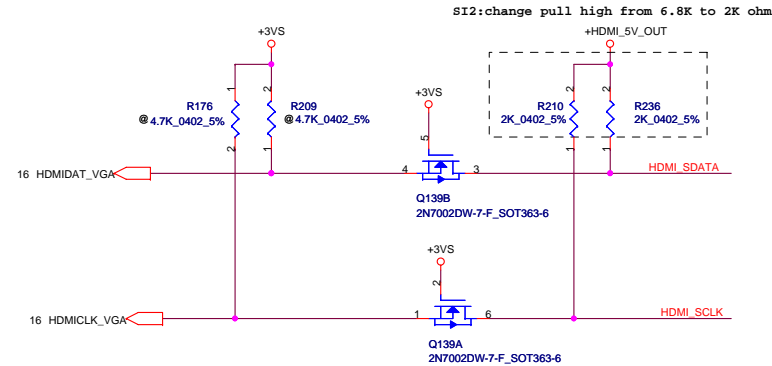 SI2:change pull high from 6.8K to 2K ohm
+3VS
+HDMI_5V_OUT
+3VS
1
2
2
2
R176
@ 4.7K_0402_5%
R209
@ 4.7K_0402_5%
R210
2K_0402_5%
R236
2K_0402_5%
2
1
1
1
5
16 HDMIDAT_VGA
4
3
HDMI_SDATA
Q139B
2N7002DW-7-F_SOT363-6
+3VS
2
16 HDMICLK_VGA
1
6
HDMI_SCLK
Q139A
2N7002DW-7-F_SOT363-6